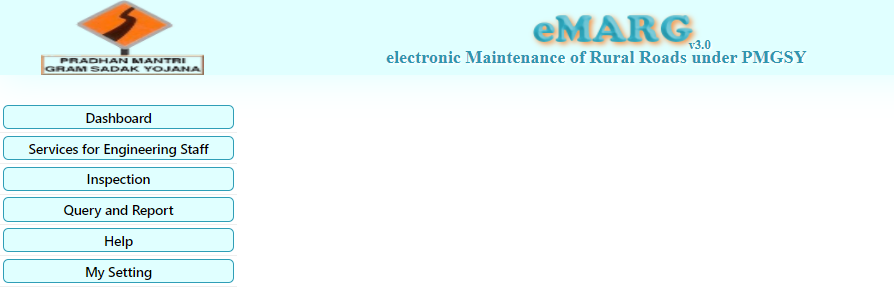 PRADHAN MANTRI
GRAM SADAK YOJANA
eMARG
v3.0
electronic Maintenance of Rural Roads under PMGSY
Dashboard
Services for Engineering Staff
Inspection
Query and Report
Help
My Setting